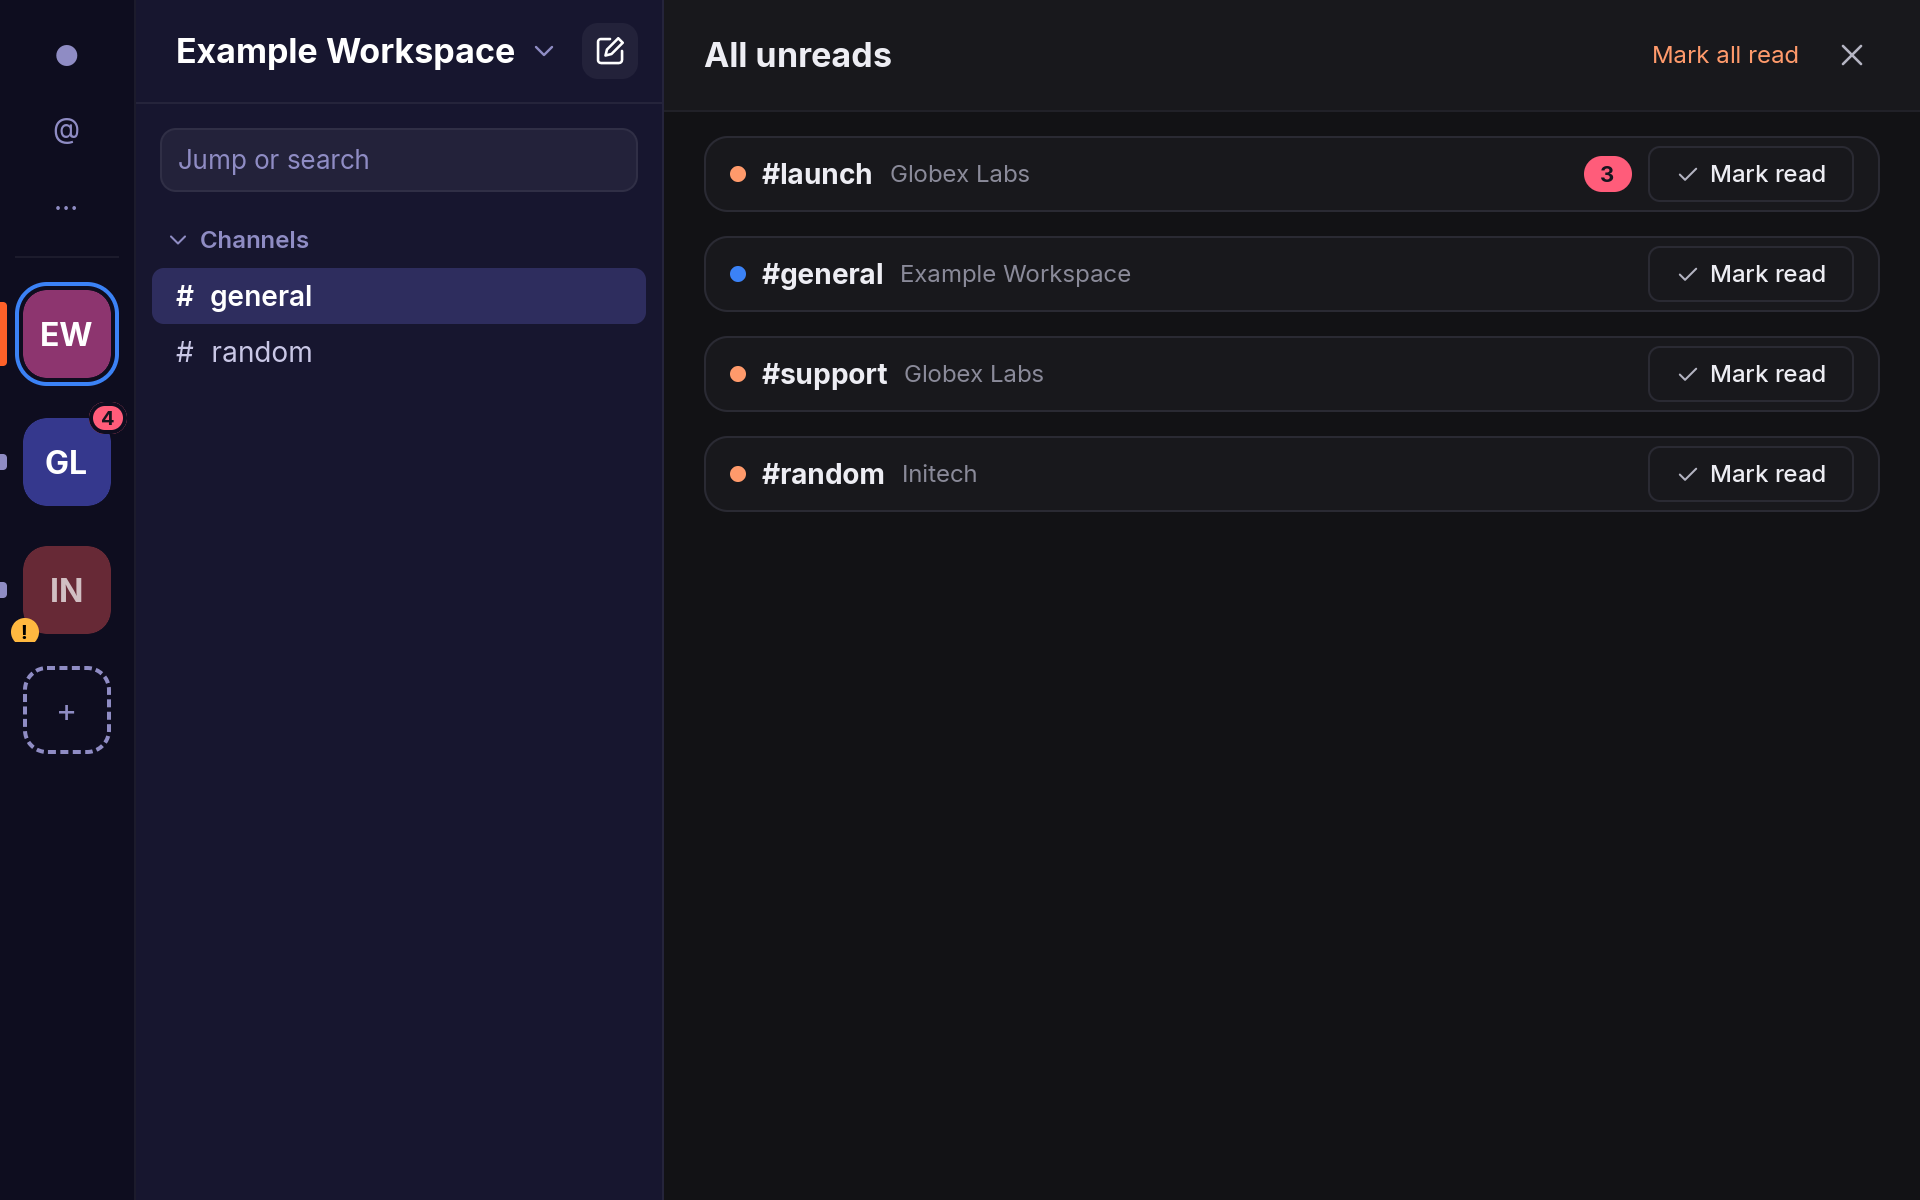 @
...
EW
4
GL
IN
!
+
Example Workspace
Jump or search
Channels
# general
# random
All unreads
Mark all read
#launch Globex Labs 3 Mark read
#general Example Workspace Mark read
#support Globex Labs Mark read
#random Initech Mark read